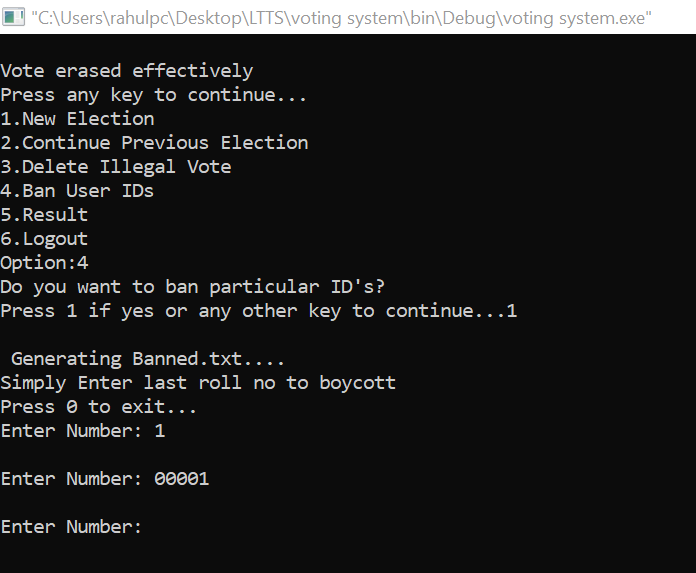 "C:\Users\rahulpc\Desktop\LTTS\voting system\bin\Debug\voting system.exe"
Vote erased effectively
Press any key to continue...
1.New Election
2.Continue Previous Election
3.Delete Illegal Vote
4.Ban User IDs
5.Result
6.Logout
Option:4
Do you want to ban particular ID's?
Press 1 if yes or any other key to continue...1
Generating Banned.txt....
Simply Enter last roll no to boycott
Press 0 to exit...
Enter Number: 1
Enter Number: 00001
Enter Number: